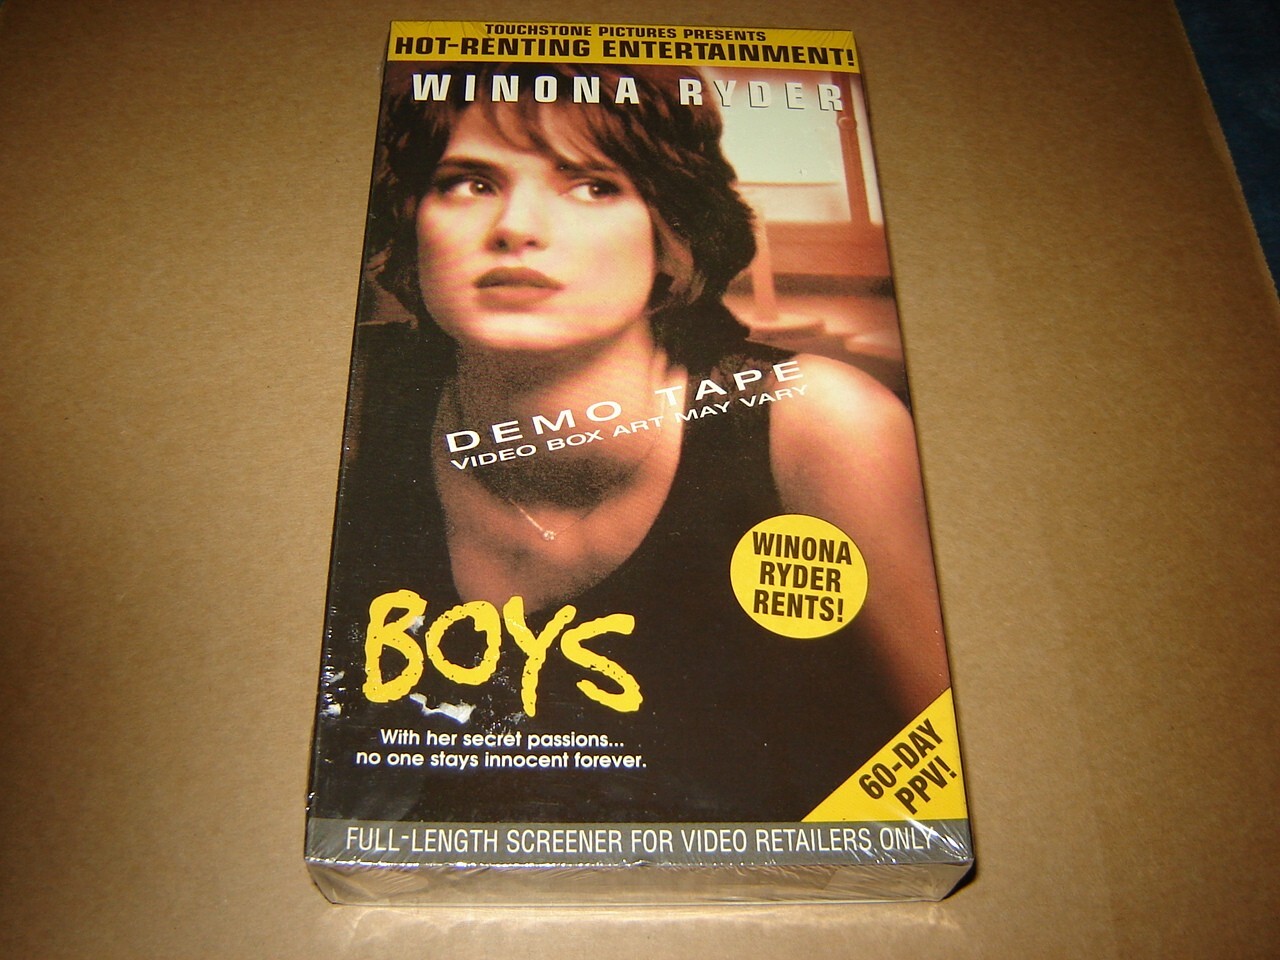 TOUCHSTONE PICTURES PRESENTS
HOT-RENTING ENTERTAINMENT!
WINONA RYDER
DEMO TAPE
VIDEO BOX ART MAY VARY
WINONA
RYDER
RENTS!
BOYS
With her secret passions...
no one stays innocent forever.
60-DAY
PPV!
FULL-LENGTH SCREENER FOR VIDEO RETAILERS ONLY